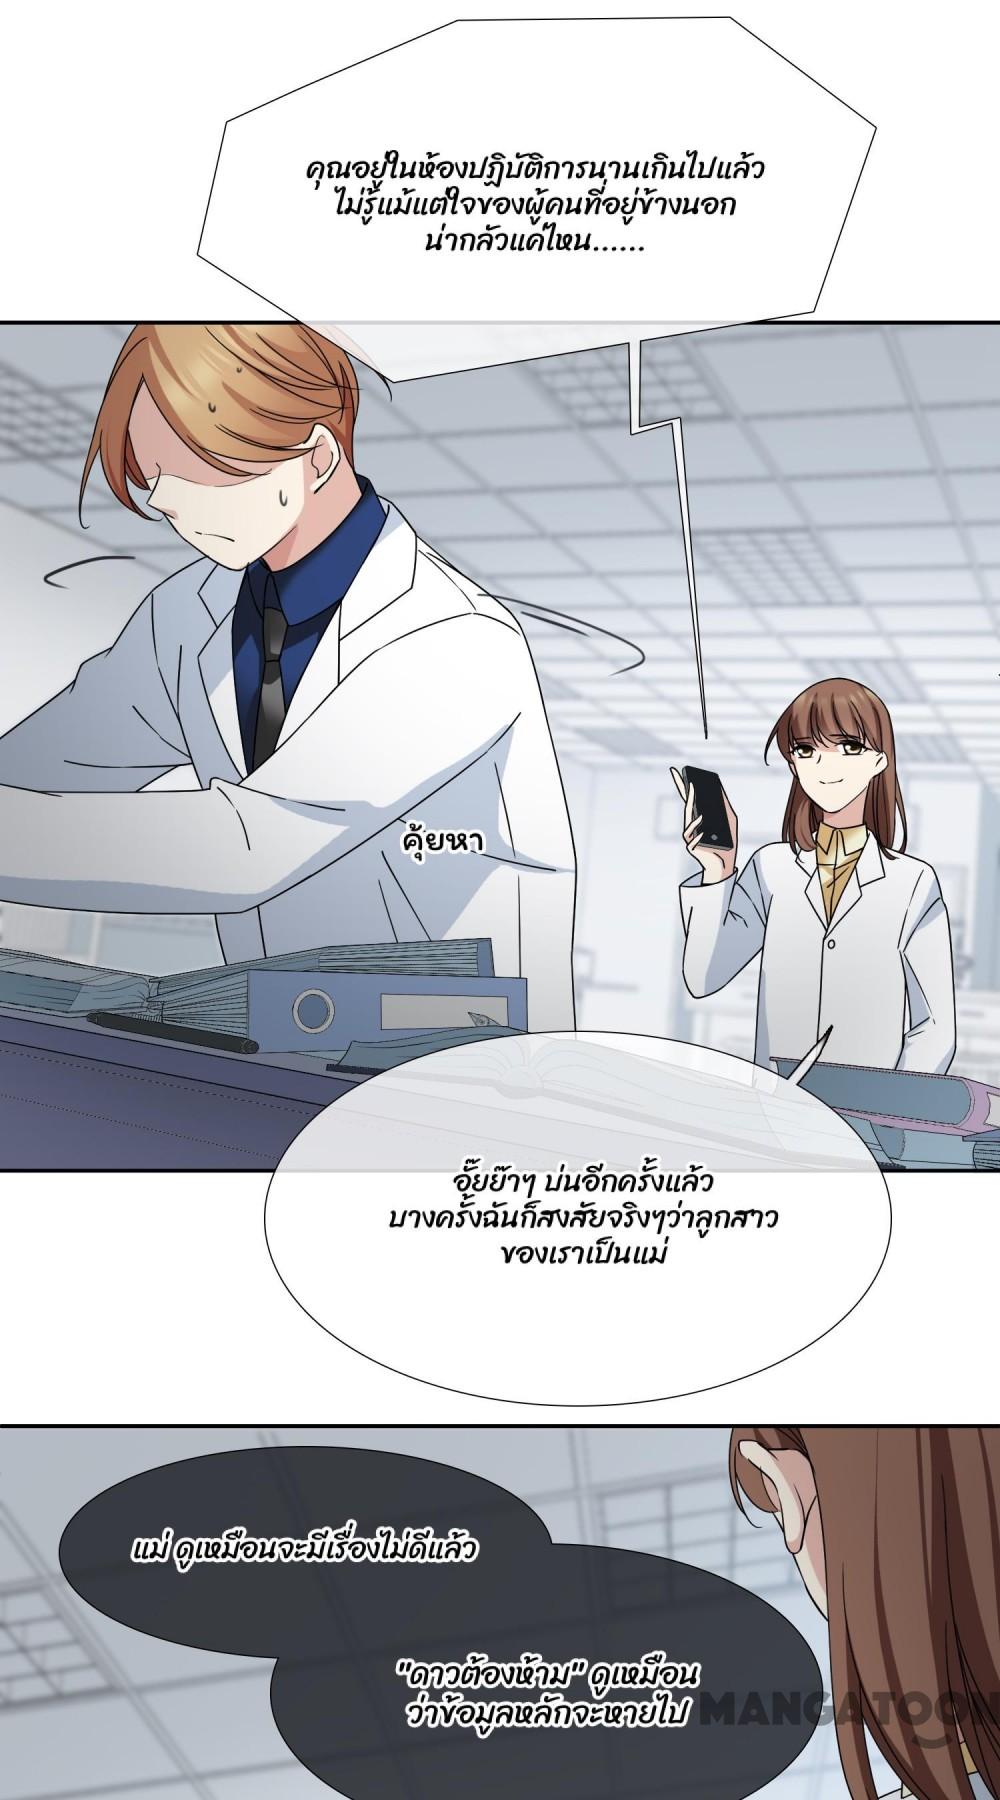 คุณอยู่ในห้องปฏิบัติการนานเกินไปแล้ว
ไม่รู้แม้แต่ใจของผู้คนที่อยู่ข้างนอก
น่ากลัวแค่ไหน......
คุ้ยหา
อั๊ยย๊าๆ บ่นอีกครั้งแล้ว
บางครั้งฉันก็สงสัยจริงๆว่าลูกสาว
ของเราเป็นแม่
แม่ ดูเหมือนจะมีเรื่องไม่ดีแล้ว
"ดาวต้องห้าม" ดูเหมือน
ว่าข้อมูลหลักจะหายไป
MANGATOON